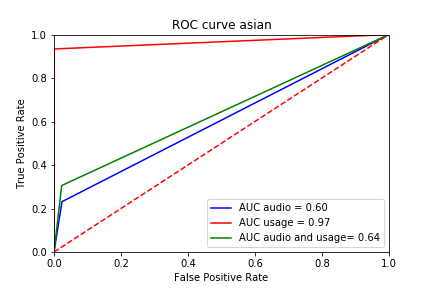 ROC curve asian
1.0
0.8
0.6
0.4
0.2
0.0
True Positive Rate
AUC audio = 0.60
AUC usage = 0.97
AUC audio and usage= 0.64
0.0 0.2 0.4 0.6 0.8 1.0
False Positive Rate